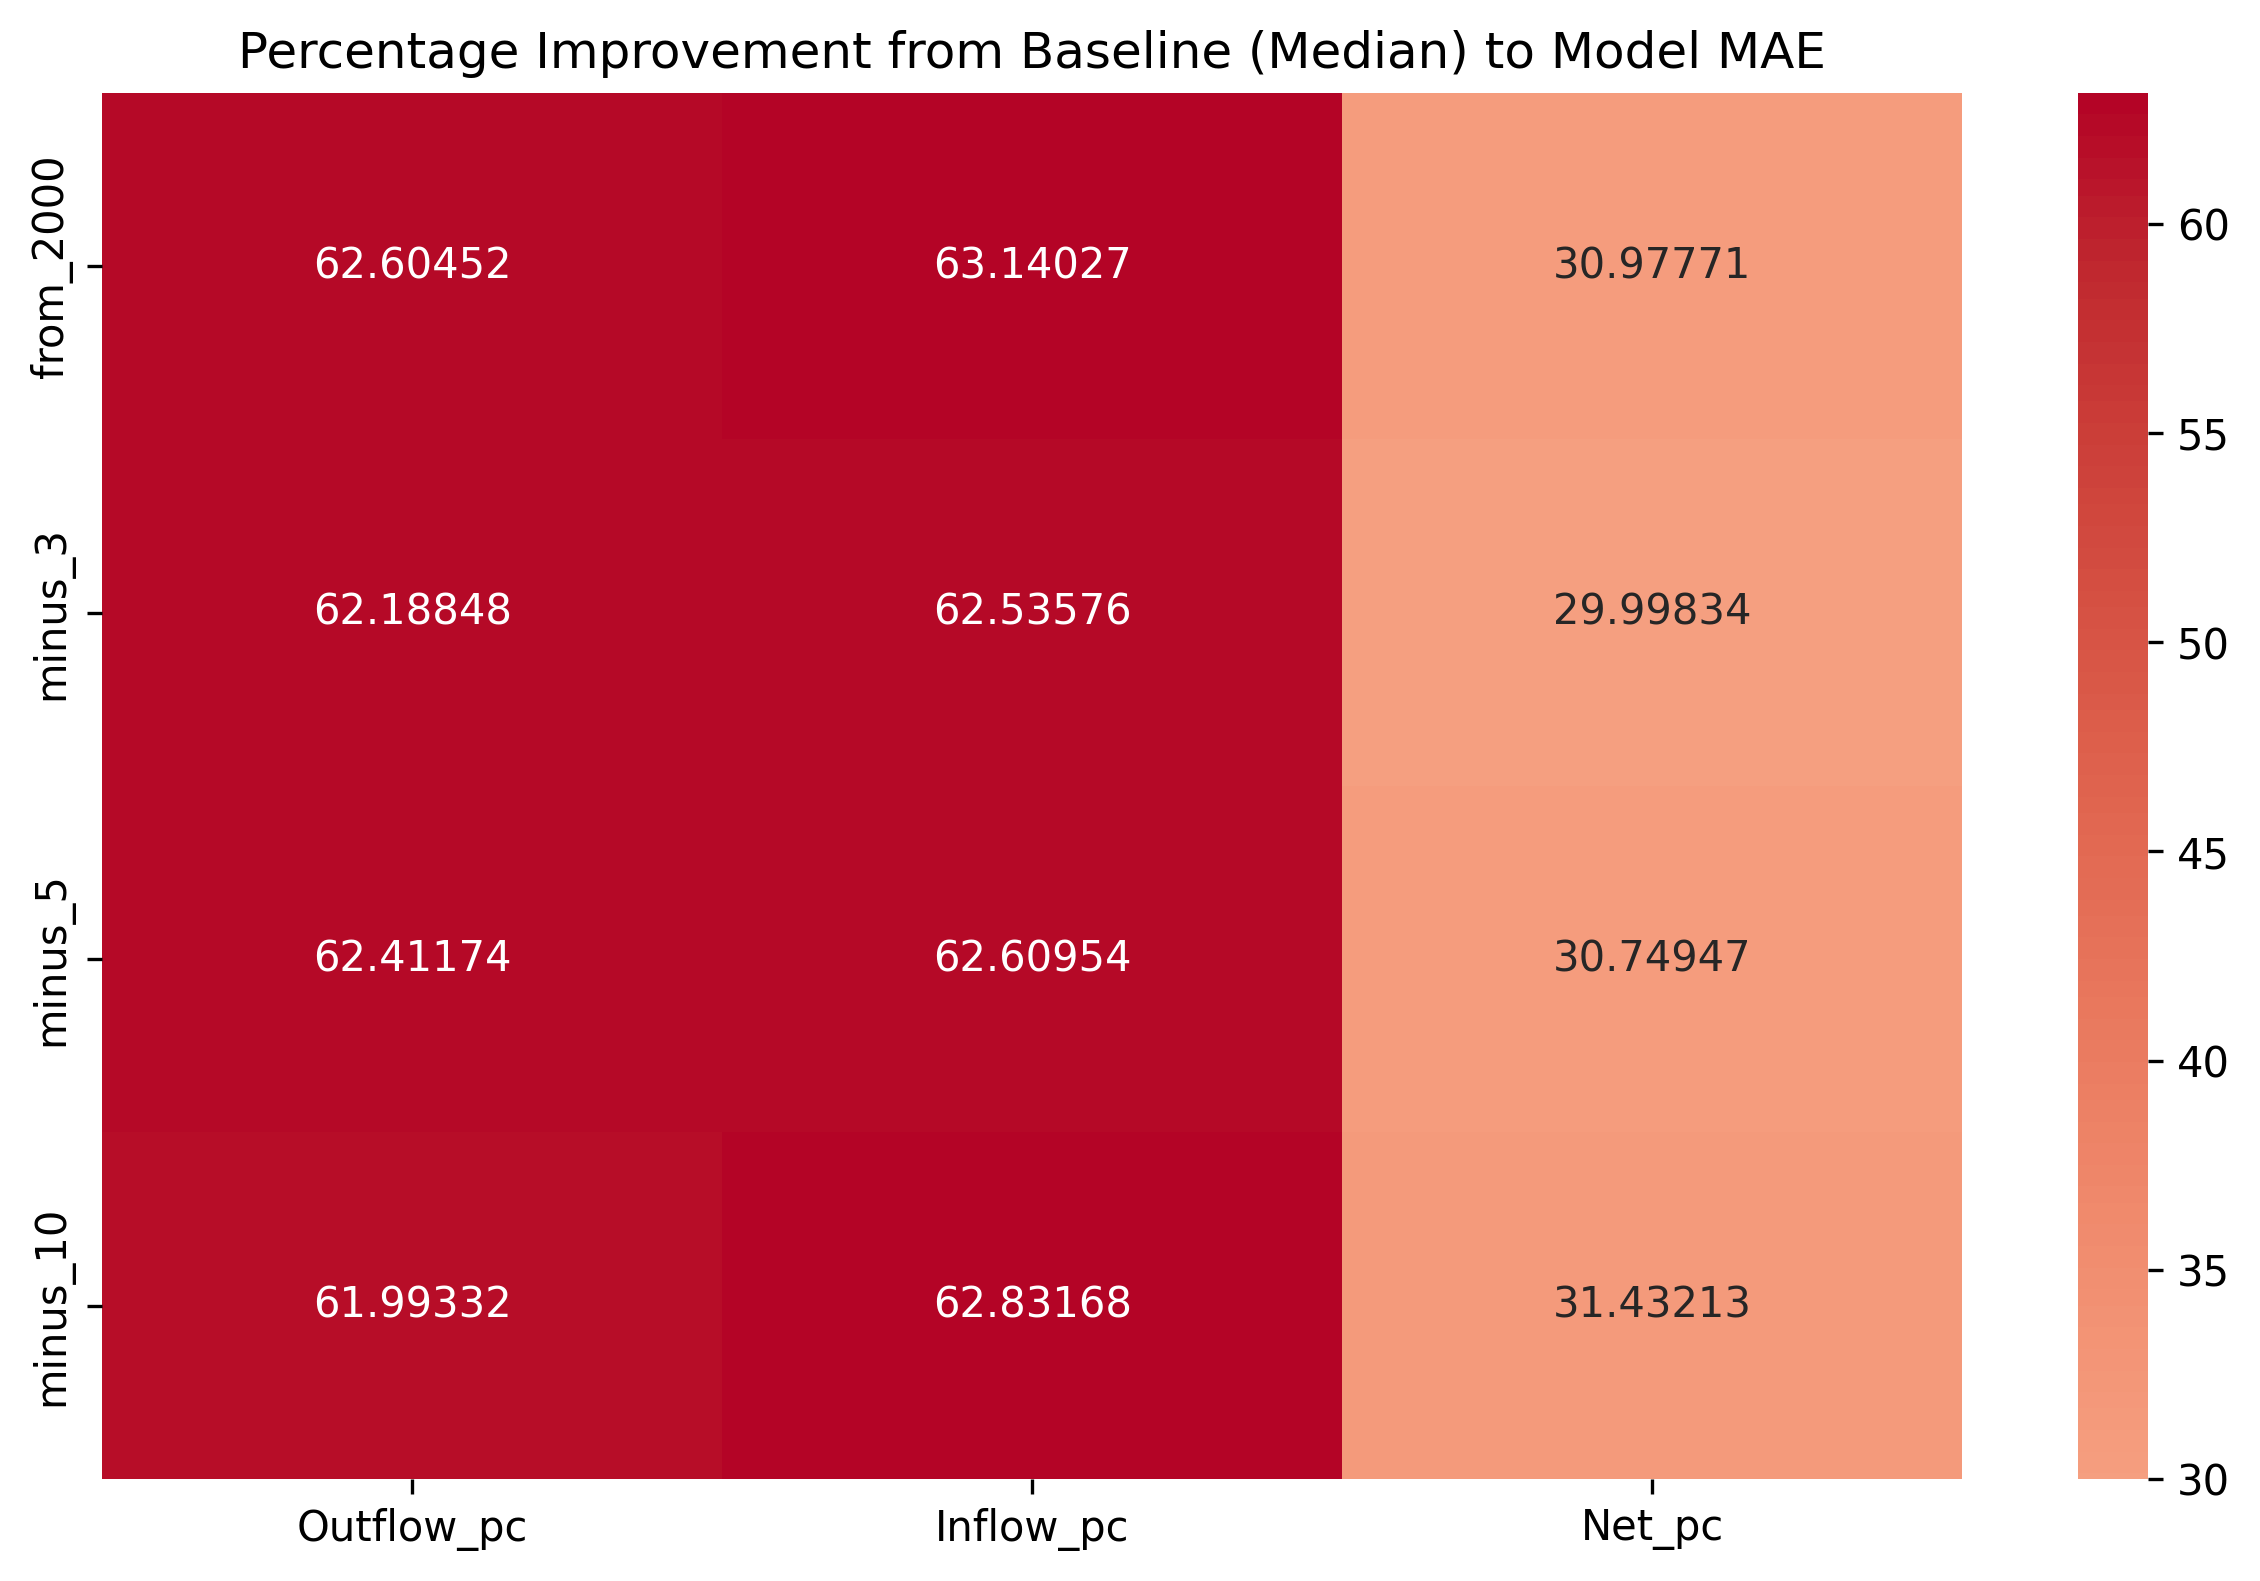 Percentage Improvement from Baseline (Median) to Model MAE
from_2000
62.60452
63.14027
30.97771
minus_3
62.18848
62.53576
29.99834
minus_5
62.41174
62.60954
30.74947
minus_10
61.99332
62.83168
31.43213
Outflow_pc
Inflow_pc
Net_pc
60
55
50
45
40
35
30